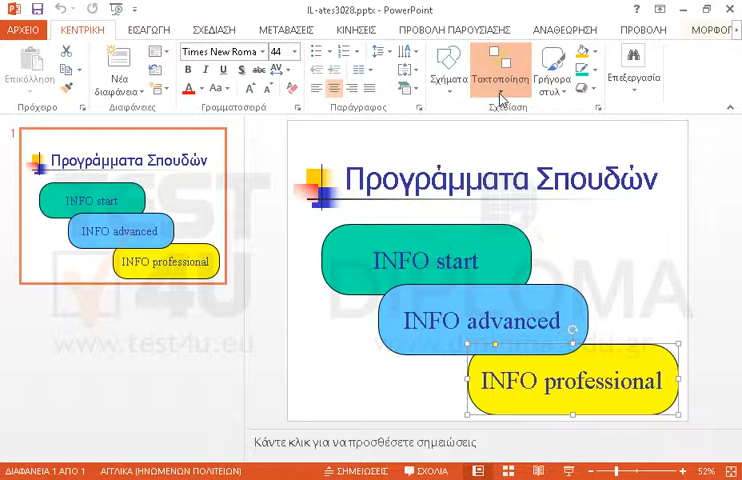 IL-ates3028.pptx - PowerPoint
ΑΡΧΕΙΟ ΚΕΝΤΡΙΚΗ ΕΙΣΑΓΩΓΗ ΣΧΕΔΙΑΣΗ ΜΕΤΑΒΑΣΕΙΣ ΚΙΝΗΣΕΙΣ ΠΡΟΒΟΛΗ ΠΑΡΟΥΣΙΑΣΗΣ ΑΝΑΘΕΩΡΗΣΗ ΠΡΟΒΟΛΗ ΜΟΡΦΟΠ
Times New Roma 44
Επικόλληση Νέα διαφάνεια Σχήματα Τακτοποίηση Γρήγορα στυλ Επεξεργασία
Πρόχειρο Διαφάνειες Γραμματοσειρά Παράγραφος Σχεδίαση
1
Προγράμματα Σπουδών
INFO start
INFO advanced
INFO professional
Προγράμματα Σπουδών
INFO start
INFO advanced
INFO professional
TEST 4U
DIPLOMA
www.test4u.eu
Κάντε κλικ για να προσθέσετε σημειώσεις
ΔΙΑΦΑΝΕΙΑ 1 ΑΠΟ 1 ΑΓΓΛΙΚΑ (ΗΝΩΜΕΝΩΝ ΠΟΛΙΤΕΙΩΝ) ΣΗΜΕΙΩΣΕΙΣ ΣΧΟΛΙΑ 52%